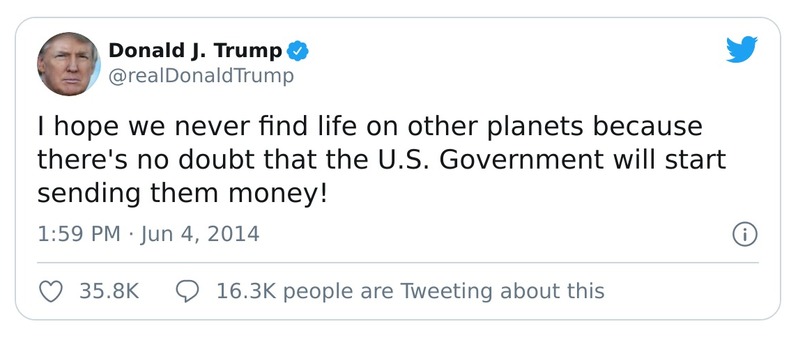 Donald J. Trump
@realDonaldTrump
I hope we never find life on other planets because
there's no doubt that the U.S. Government will start
sending them money!
1:59 PM · Jun 4, 2014
35.8K 16.3K people are Tweeting about this